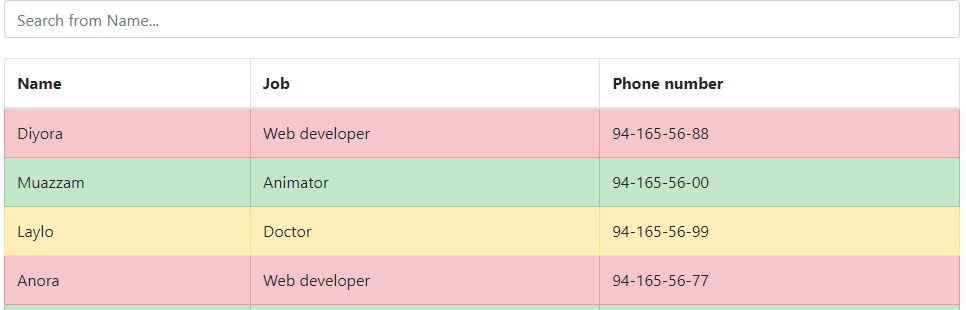 Search from Name...
Name Job Phone number
Diyora Web developer 94-165-56-88
Muazzam Animator 94-165-56-00
Laylo Doctor 94-165-56-99
Anora Web developer 94-165-56-77